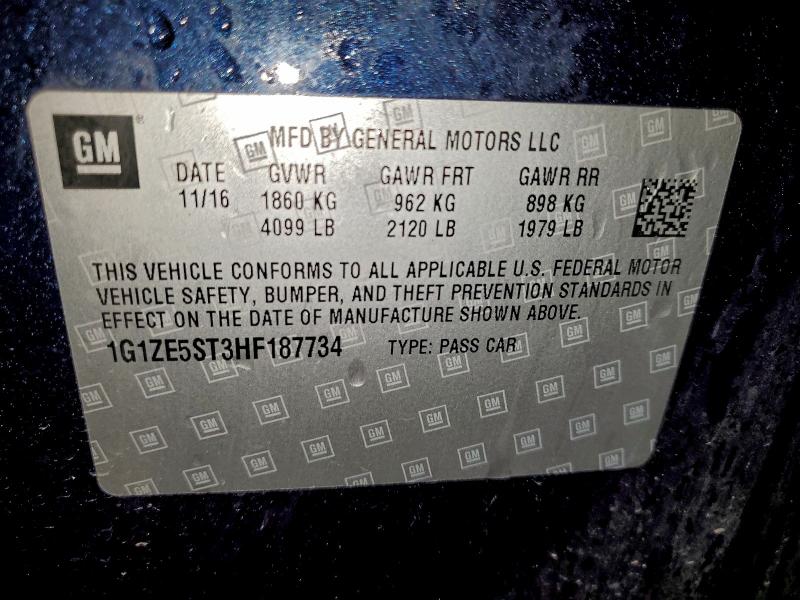 GM
MFD BY GENERAL MOTORS LLC
DATE GVWR GAWR FRT GAWR RR
11/16 1860 KG 962 KG 898 KG
4099 LB 2120 LB 1979 LB
THIS VEHICLE CONFORMS TO ALL APPLICABLE U.S. FEDERAL MOTOR
VEHICLE SAFETY, BUMPER, AND THEFT PREVENTION STANDARDS IN
EFFECT ON THE DATE OF MANUFACTURE SHOWN ABOVE.
1G1ZE5ST3HF187734 TYPE: PASS CAR